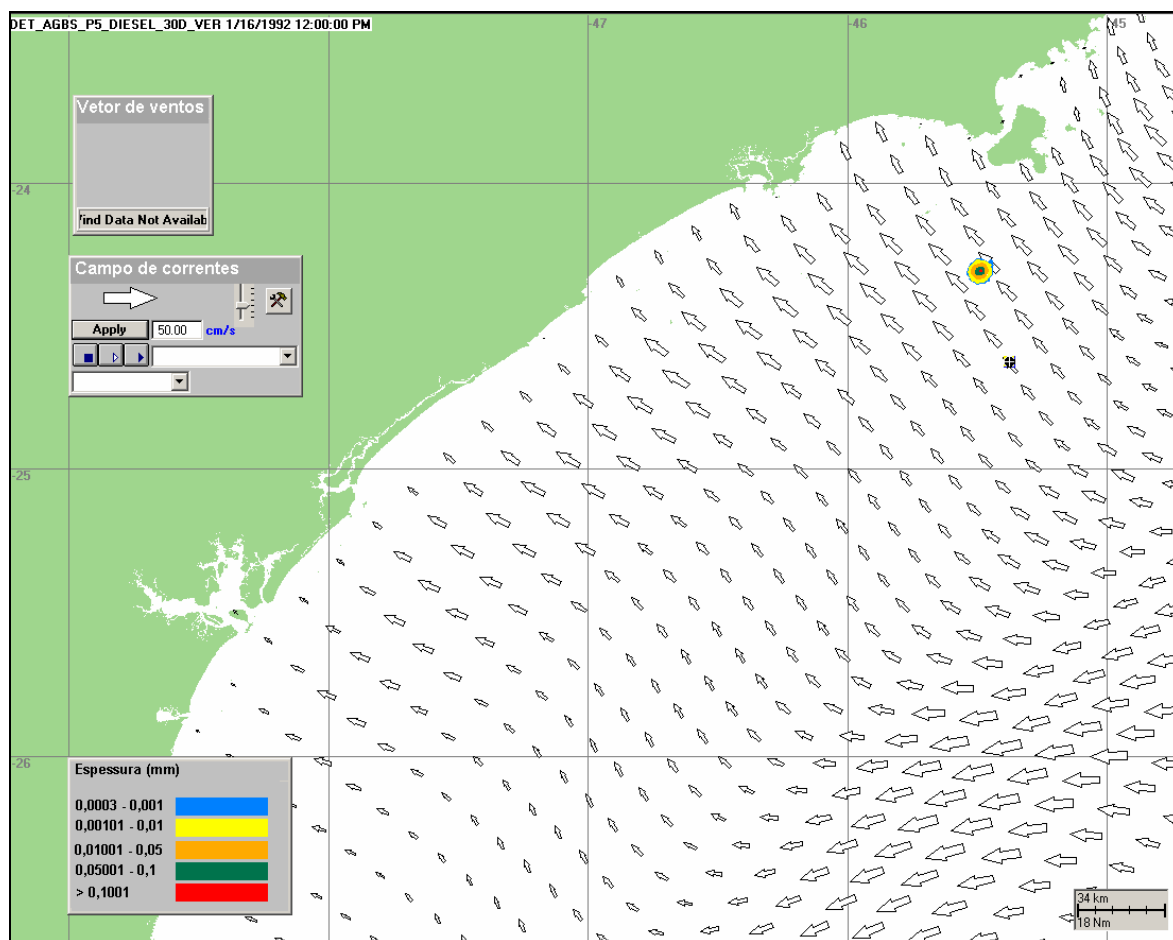 DET_AGBS_P5_DIESEL_30D_VER 1/16/1992 12:00:00 PM
-47
-46
-45
Vetor de ventos
-24
Wind Data Not Availab
Campo de correntes
Apply 50.00 cm/s
-25
-26
Espessura (mm)
0,0003 - 0,001
0,00101 - 0,01
0,01001 - 0,05
0,05001 - 0,1
> 0,1001
34 km
18 Nm